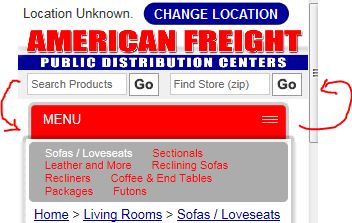 Location Unknown. CHANGE LOCATION
AMERICAN FREIGHT
PUBLIC DISTRIBUTION CENTERS
Search Products Go Find Store (zip) Go
MENU
Sofas / Loveseats Sectionals
Leather and More Reclining Sofas
Recliners Coffee & End Tables
Packages Futons
Home > Living Rooms > Sofas / Loveseats